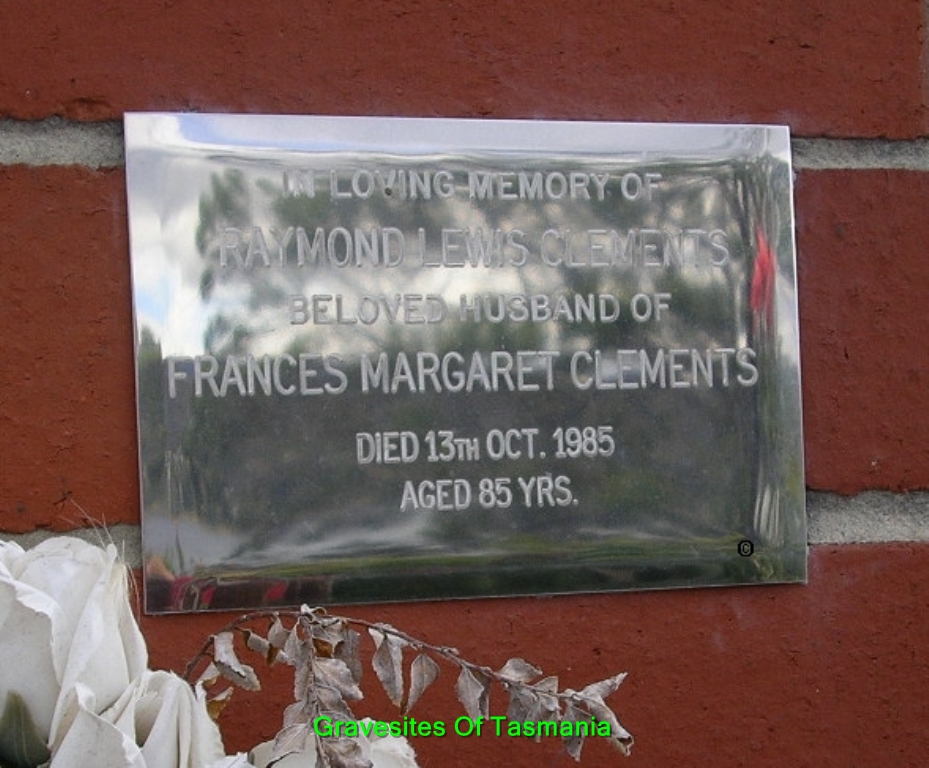 IN LOVING MEMORY OF
RAYMOND LEWIS CLEMENTS
BELOVED HUSBAND OF
FRANCES MARGARET CLEMENTS
DIED 13TH OCT. 1985
AGED 85 YRS.
©
Gravesites Of Tasmania